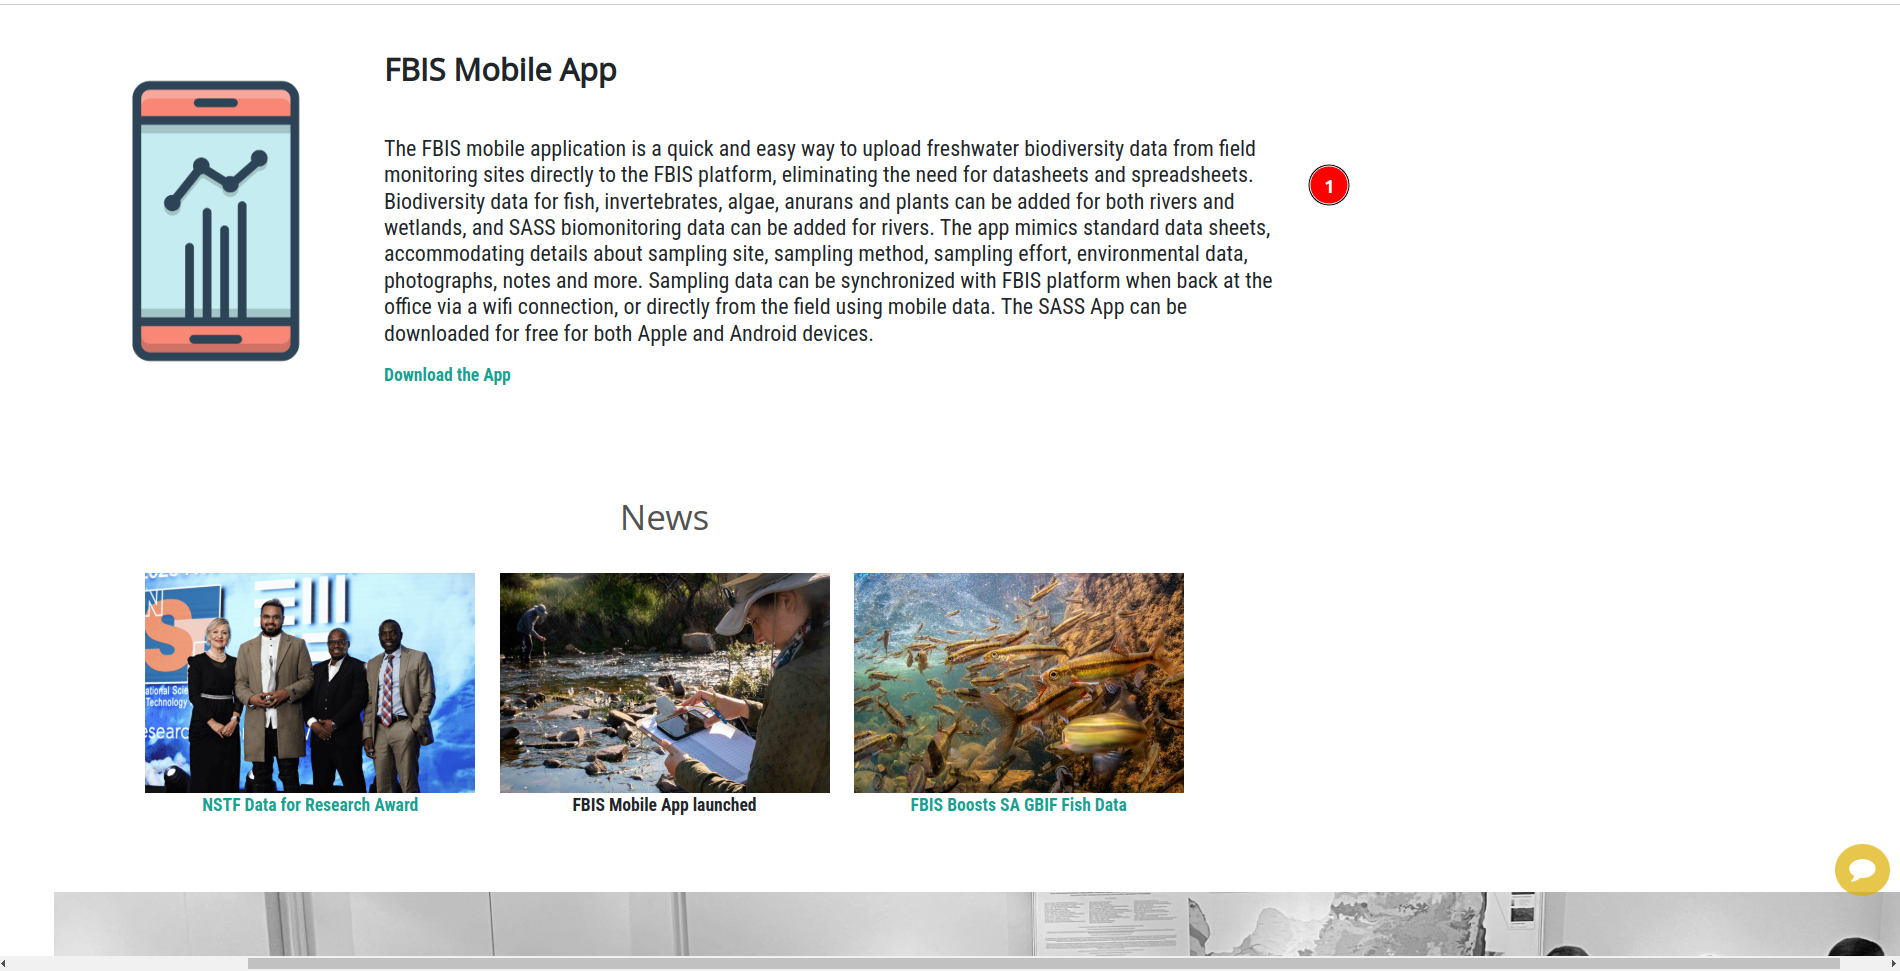 FBIS Mobile App
The FBIS mobile application is a quick and easy way to upload freshwater biodiversity data from field
monitoring sites directly to the FBIS platform, eliminating the need for datasheets and spreadsheets.
Biodiversity data for fish, invertebrates, algae, anurans and plants can be added for both rivers and
wetlands, and SASS biomonitoring data can be added for rivers. The app mimics standard data sheets,
accommodating details about sampling site, sampling method, sampling effort, environmental data,
photographs, notes and more. Sampling data can be synchronized with FBIS platform when back at the
office via a wifi connection, or directly from the field using mobile data. The SASS App can be
downloaded for free for both Apple and Android devices.
1
Download the App
News
N
S
ational Scie
Technology
esearc
NSTF Data for Research Award
FBIS Mobile App launched
FBIS Boosts SA GBIF Fish Data